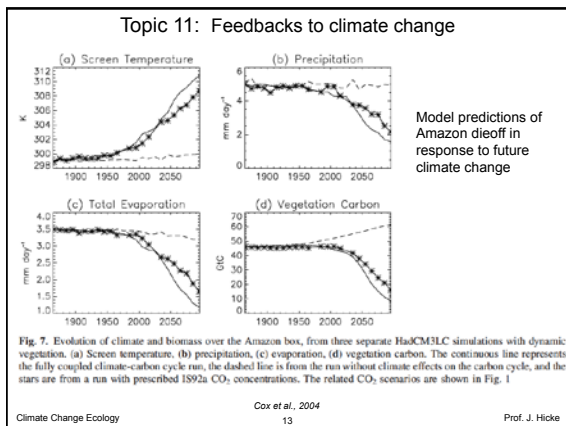 Topic 11: Feedbacks to climate change
(a) Screen Temperature
312
310
308
306
304
302
300
298
K
1900 1950 2000 2050
(b) Precipitation
6
4
2
0
mm day⁻¹
1900 1950 2000 2050
Model predictions of
Amazon dieoff in
response to future
climate change
(c) Total Evaporation
4.0
3.5
3.0
2.5
2.0
1.5
1.0
mm day⁻¹
1900 1950 2000 2050
(d) Vegetation Carbon
70
60
50
40
30
20
10
0
GtC
1900 1950 2000 2050
Fig. 7. Evolution of climate and biomass over the Amazon box, from three separate HadCM3LC simulations with dynamic
vegetation. (a) Screen temperature, (b) precipitation, (c) evaporation, (d) vegetation carbon. The continuous line represents
the fully coupled climate-carbon cycle run, the dashed line is from the run without climate effects on the carbon cycle, and the
stars are from a run with prescribed IS92a CO₂ concentrations. The related CO₂ scenarios are shown in Fig. 1
Cox et al., 2004
Climate Change Ecology
13
Prof. J. Hicke